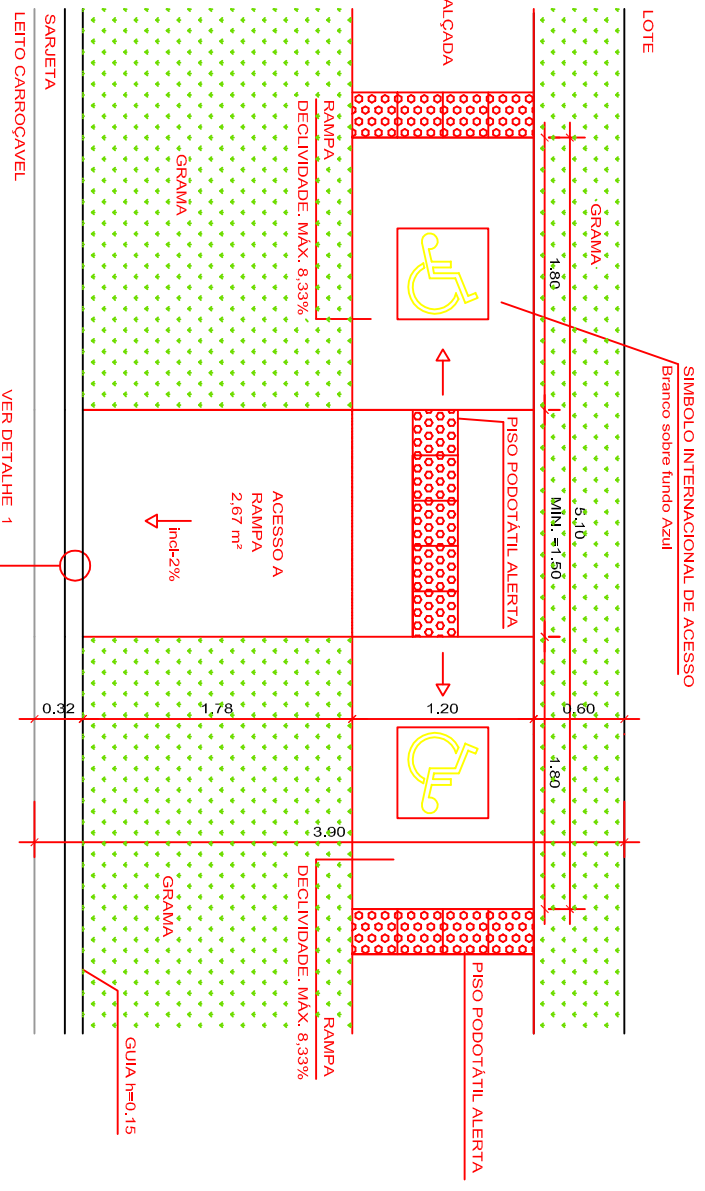 SIMBOLO INTERNACIONAL DE ACESSO
Branco sobre fundo Azul
LOTE
GRAMA
5.10
1.80
MIN. =1.50
1.80
0.60
ALÇADA
PISO PODOTÁTIL ALERTA
PISO PODOTÁTIL ALERTA
1.20
RAMPA
DECLIVIDADE. MÁX. 8,33%
RAMPA
DECLIVIDADE. MÁX. 8,33%
3.90
ACESSO A
RAMPA
2,67 m²
incl-2%
1.78
GRAMA
GRAMA
GUIA h=0.15
0.32
SARJETA
LEITO CARROÇAVEL
VER DETALHE 1